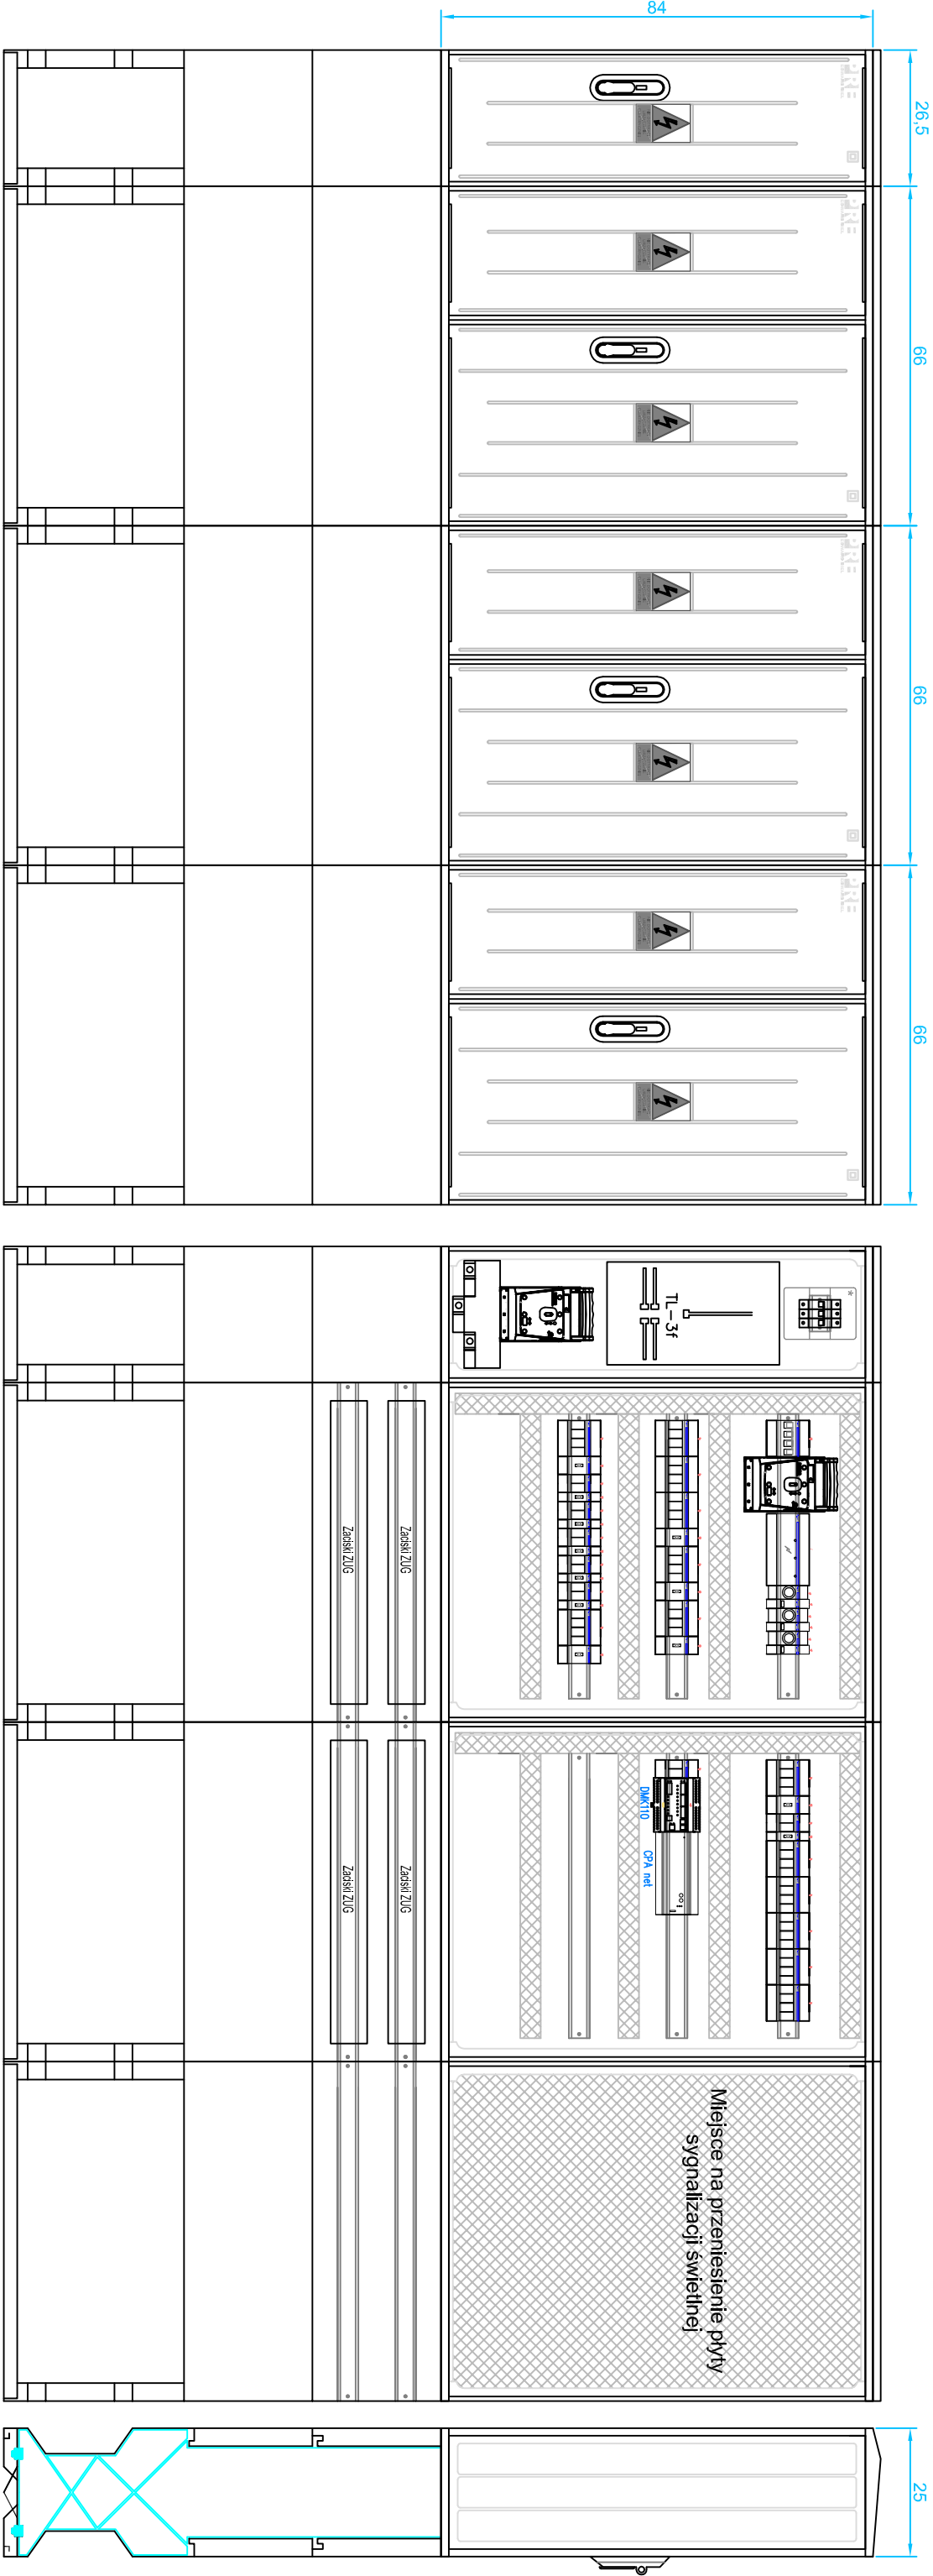 84
26,5
66
66
66
TL-3f
*
Zaciski ZUG
Zaciski ZUG
Zaciski ZUG
Zaciski ZUG
DMK110
CPA net
Miejsce na przeniesienie płyty
sygnalizacji świetlnej
25